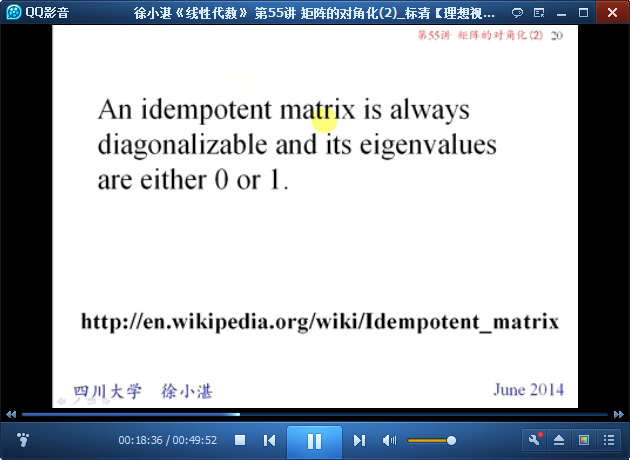 QQ影音
徐小湛《线性代数》 第55讲 矩阵的对角化(2)_标清【理想视...
第55讲 矩阵的对角化(2) 20
An idempotent matrix is always
diagonalizable and its eigenvalues
are either 0 or 1.
http://en.wikipedia.org/wiki/Idempotent_matrix
四川大学 徐小湛
June 2014
00:18:36 / 00:49:52